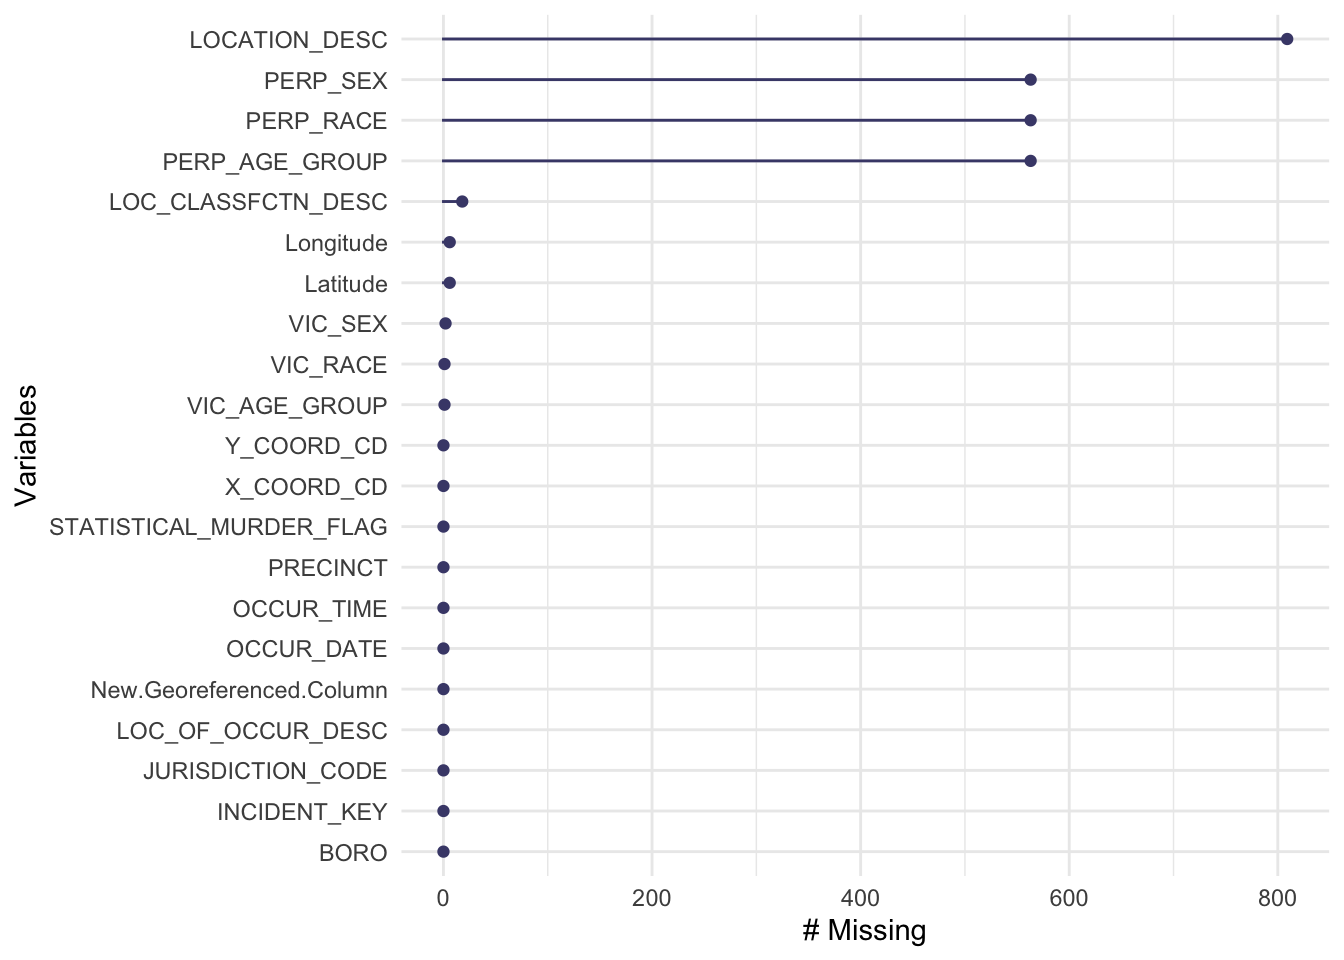 LOCATION_DESC
PERP_SEX
PERP_RACE
PERP_AGE_GROUP
LOC_CLASSFCTN_DESC
Longitude
Latitude
VIC_SEX
VIC_RACE
VIC_AGE_GROUP
Y_COORD_CD
X_COORD_CD
STATISTICAL_MURDER_FLAG
PRECINCT
OCCUR_TIME
OCCUR_DATE
New.Georeferenced.Column
LOC_OF_OCCUR_DESC
JURISDICTION_CODE
INCIDENT_KEY
BORO
Variables
0 200 400 600 800
# Missing